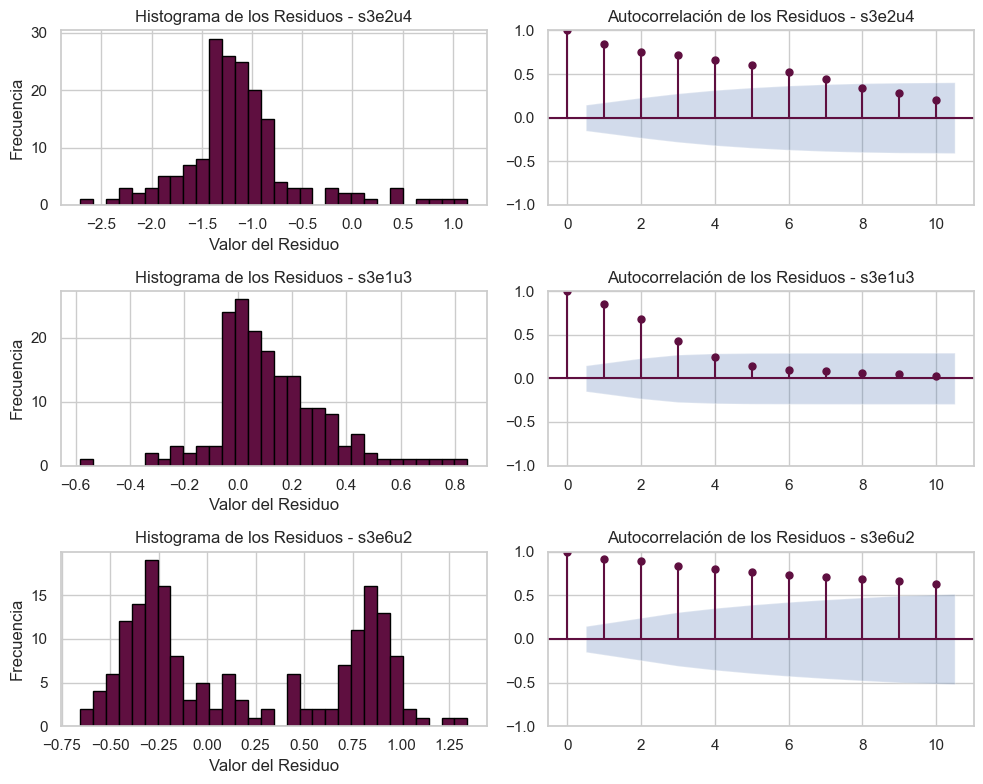 Histograma de los Residuos - s3e2u4
Frecuencia
30
20
10
0
−2.5 −2.0 −1.5 −1.0 −0.5 0.0 0.5 1.0
Valor del Residuo
Autocorrelación de los Residuos - s3e2u4
1.0
0.5
0.0
−0.5
−1.0
0 2 4 6 8 10
Histograma de los Residuos - s3e1u3
Frecuencia
20
10
0
−0.6 −0.4 −0.2 0.0 0.2 0.4 0.6 0.8
Valor del Residuo
Autocorrelación de los Residuos - s3e1u3
1.0
0.5
0.0
−0.5
−1.0
0 2 4 6 8 10
Histograma de los Residuos - s3e6u2
Frecuencia
15
10
5
0
−0.75 −0.50 −0.25 0.00 0.25 0.50 0.75 1.00 1.25
Valor del Residuo
Autocorrelación de los Residuos - s3e6u2
1.0
0.5
0.0
−0.5
−1.0
0 2 4 6 8 10